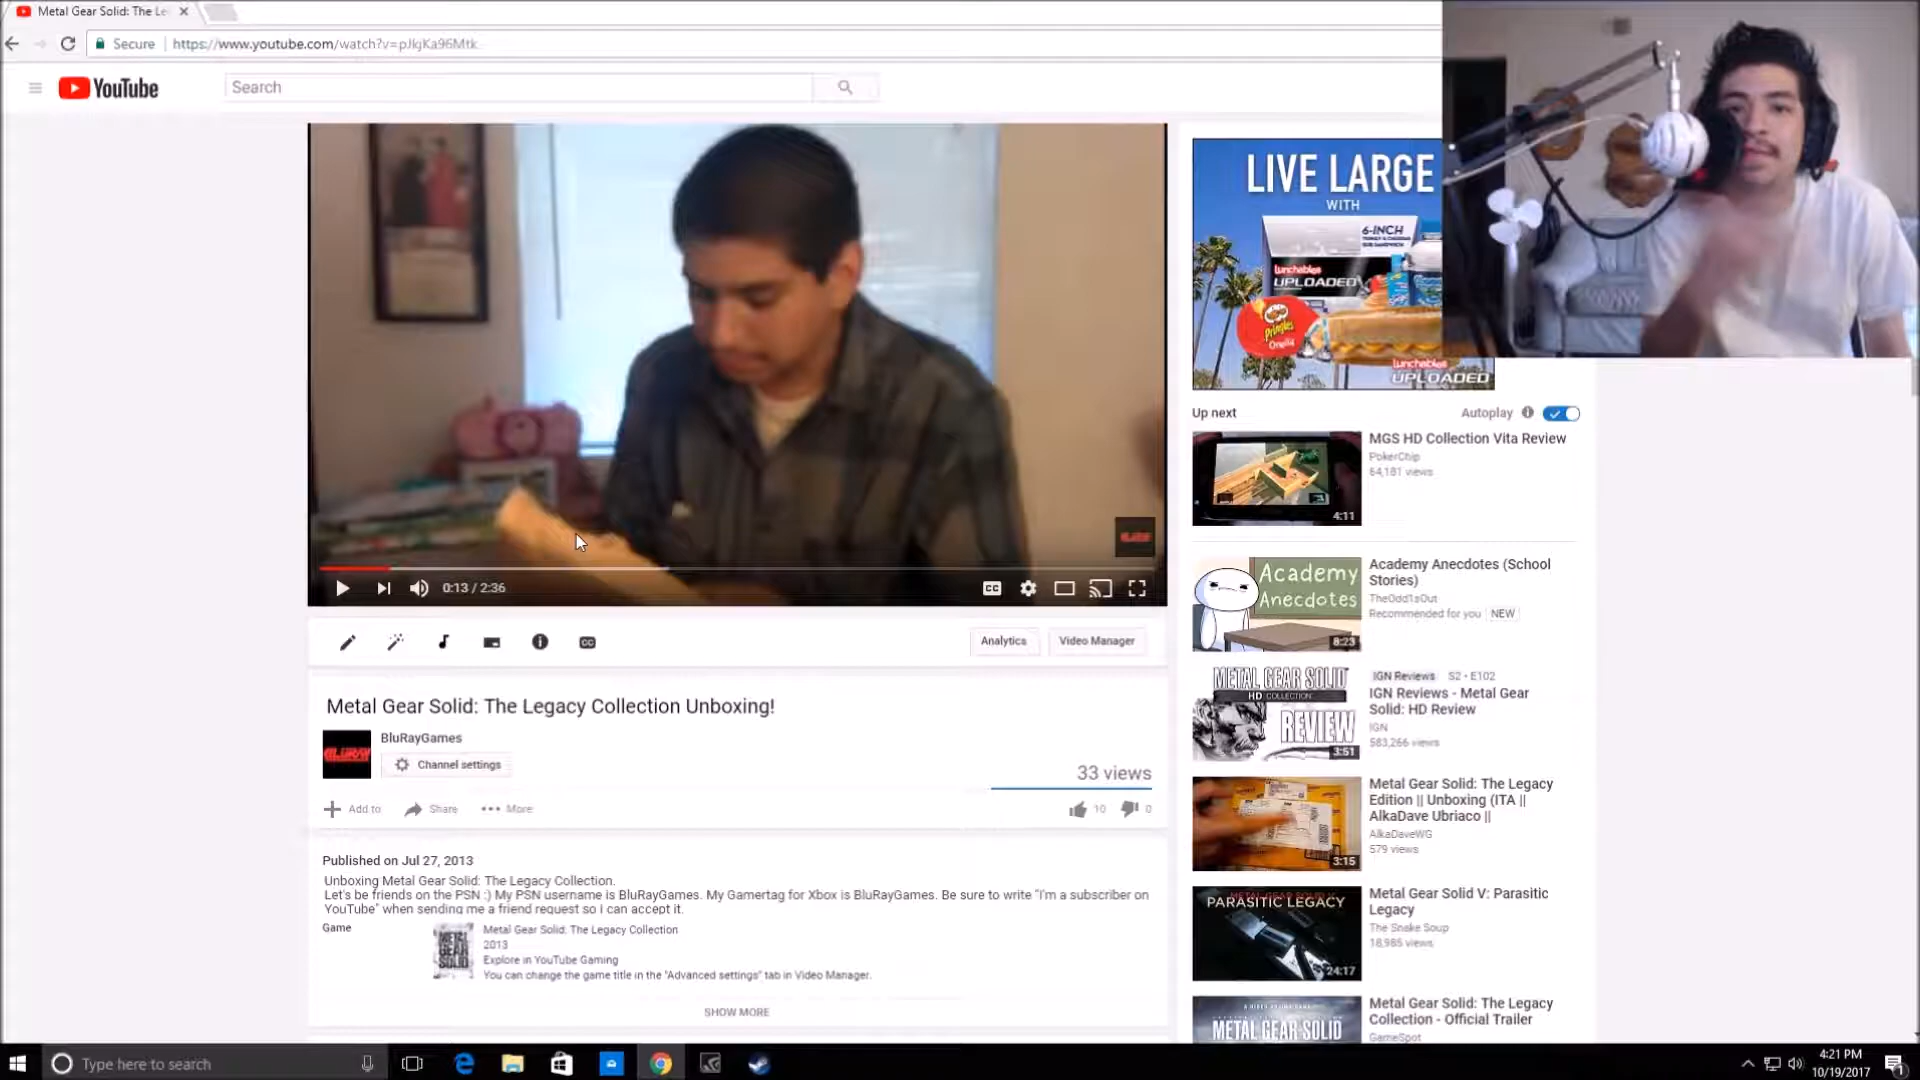 Metal Gear Solid: The Le
Secure
https://www.youtube.com/watch?v=pJkjKa96Mtk
YouTube
Search
LIVE LARGE
WITH
6-INCH
Lunchables
UPLOADED
Pringles
Lunchables
UPLOADED
0:13 / 2:36
CC
Analytics
Video Manager
Metal Gear Solid: The Legacy Collection Unboxing!
BLURAY
BluRayGames
Channel settings
33 views
Add to
Share
More
10
0
Published on Jul 27, 2013
Unboxing Metal Gear Solid: The Legacy Collection.
Let's be friends on the PSN :) My PSN username is BluRayGames. My Gamertag for Xbox is BluRayGames. Be sure to write "I'm a subscriber on
YouTube" when sending me a friend request so i can accept it.
Game
METAL GEAR SOLID
Metal Gear Solid: The Legacy Collection
2013
Explore in YouTube Gaming
You can change the game title in the "Advanced settings" tab in Video Manager.
SHOW MORE
Up next
Autoplay
MGS HD Collection Vita Review
PokerChip
64,181 views
4:11
Academy
Anecdotes
8:23
Academy Anecdotes (School
Stories)
TheOdd1sOut
Recommended for you NEW
METAL GEAR SOLID
HD COLLECTION
REVIEW
3:51
IGN Reviews S2 • E102
IGN Reviews - Metal Gear
Solid: HD Review
IGN
583,266 views
3:15
Metal Gear Solid: The Legacy
Edition || Unboxing (ITA ||
AlkaDave Ubriaco ||
AlkaDaveWG
579 views
PARASITIC LEGACY
24:17
Metal Gear Solid V: Parasitic
Legacy
The Snake Soup
18,985 views
METAL GEAR SOLID
Metal Gear Solid: The Legacy
Collection - Official Trailer
GameSpot
Type here to search
4:21 PM
10/19/2017